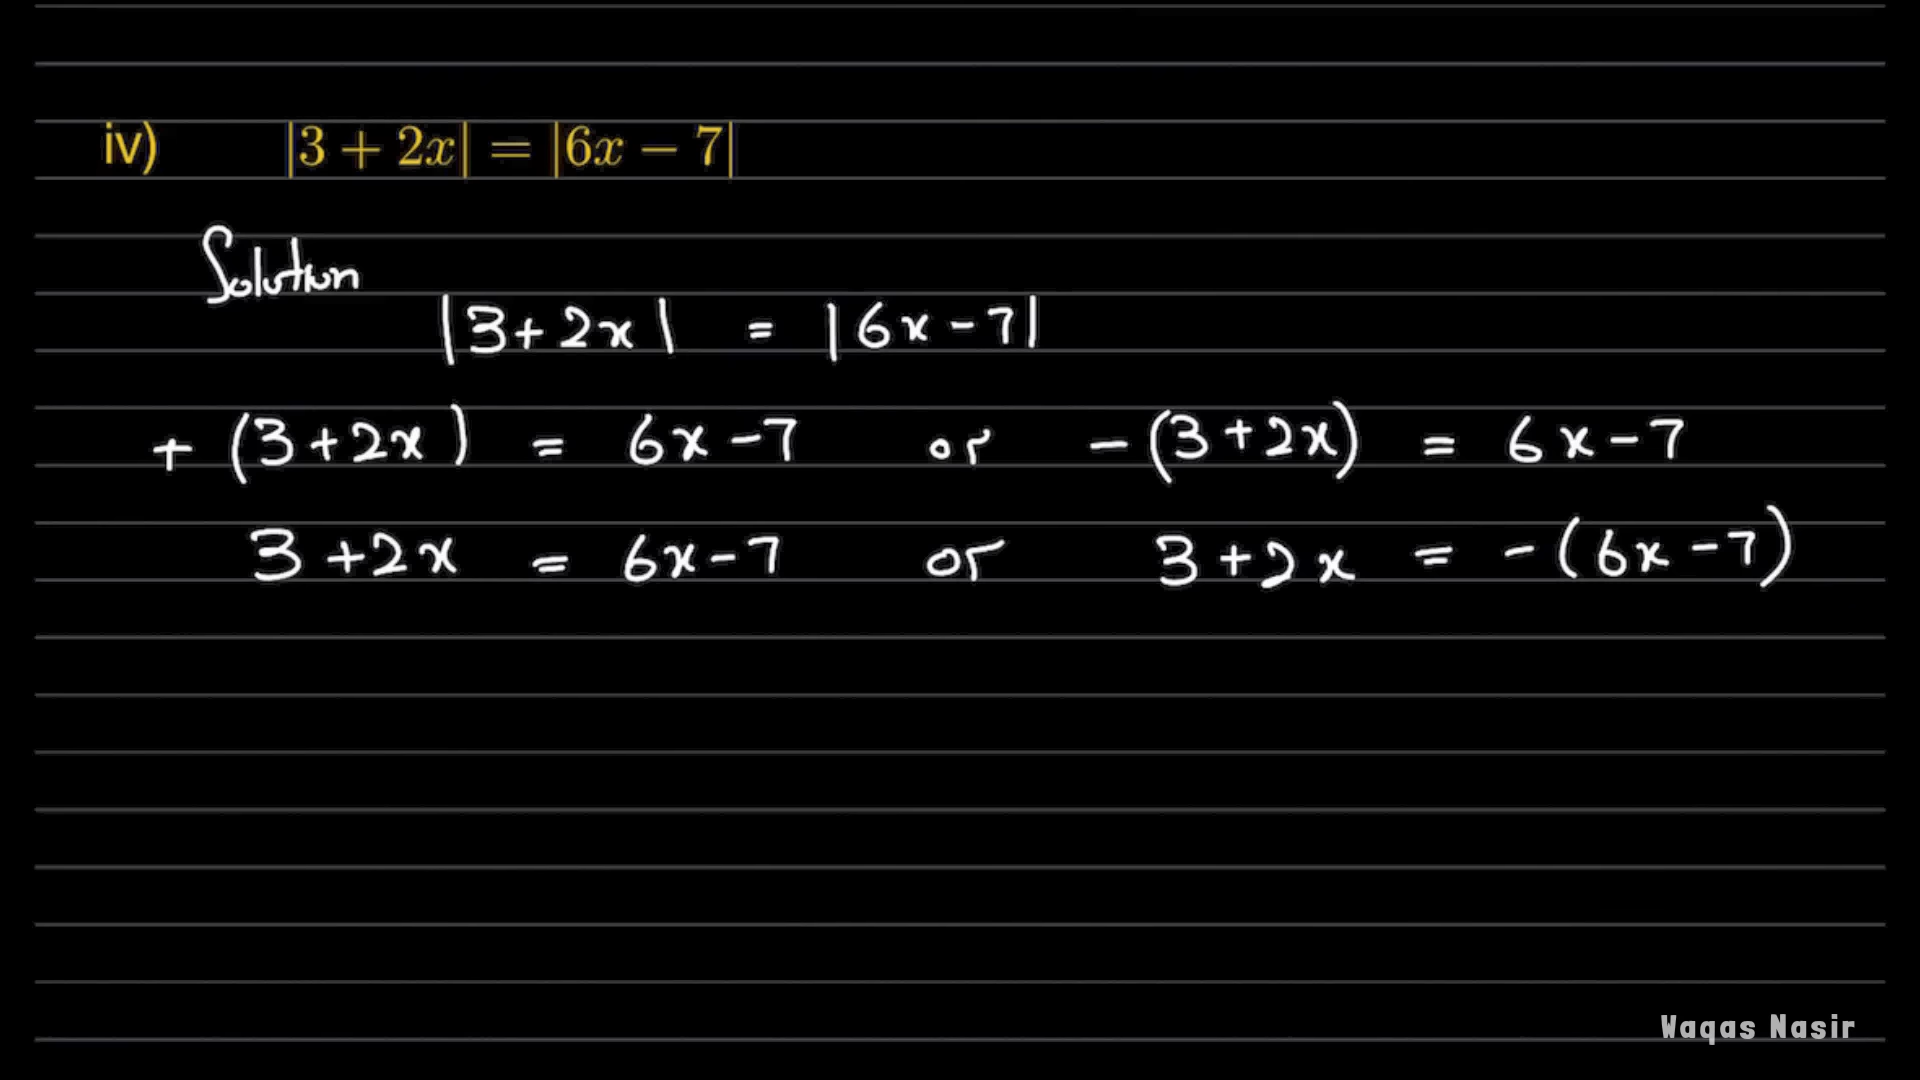 iv) |3 + 2x| = |6x − 7|
Solution
|3+2x| = |6x-7|
+(3+2x) = 6x-7 or -(3+2x) = 6x-7
3+2x = 6x-7 or 3+2x = -(6x-7)
Waqas Nasir